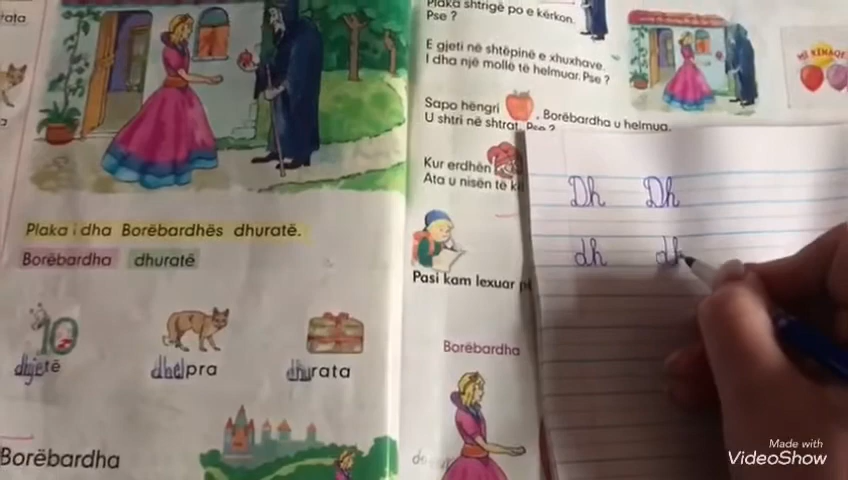 rata
Plaka i dha Borëbardhës dhuratë.
Borëbardha dhuratë
10
dhjetë dhelpra dhurata
Borëbardha
Plaka shtrigë po e kërkon.
Pse ?
E gjeti në shtëpinë e xhuxhave.
I dha një mollë të helmuar. Pse ?
Sapo hëngri , Borëbardha u helmua.
U shtri në shtrat. Pse ?
Kur erdhën
Ata u nisën të
Pasi kam lexuar
Borëbardha
Dh Dh
dh dh
Made with
VideoShow